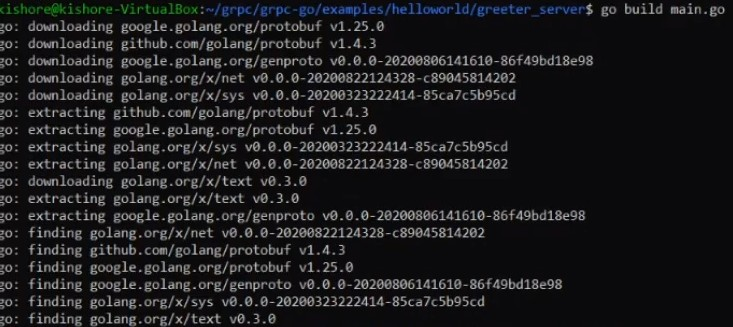 kishore@kishore-VirtualBox:~/grpc/grpc-go/examples/helloworld/greeter_server$ go build main.go
go: downloading google.golang.org/protobuf v1.25.0
go: downloading github.com/golang/protobuf v1.4.3
go: downloading google.golang.org/genproto v0.0.0-20200806141610-86f49bd18e98
go: downloading golang.org/x/net v0.0.0-20200822124328-c89045814202
go: downloading golang.org/x/sys v0.0.0-20200323222414-85ca7c5b95cd
go: extracting github.com/golang/protobuf v1.4.3
go: extracting google.golang.org/protobuf v1.25.0
go: extracting golang.org/x/sys v0.0.0-20200323222414-85ca7c5b95cd
go: extracting golang.org/x/net v0.0.0-20200822124328-c89045814202
go: downloading golang.org/x/text v0.3.0
go: extracting golang.org/x/text v0.3.0
go: extracting google.golang.org/genproto v0.0.0-20200806141610-86f49bd18e98
go: finding golang.org/x/net v0.0.0-20200822124328-c89045814202
go: finding github.com/golang/protobuf v1.4.3
go: finding google.golang.org/protobuf v1.25.0
go: finding google.golang.org/genproto v0.0.0-20200806141610-86f49bd18e98
go: finding golang.org/x/sys v0.0.0-20200323222414-85ca7c5b95cd
go: finding golang.org/x/text v0.3.0